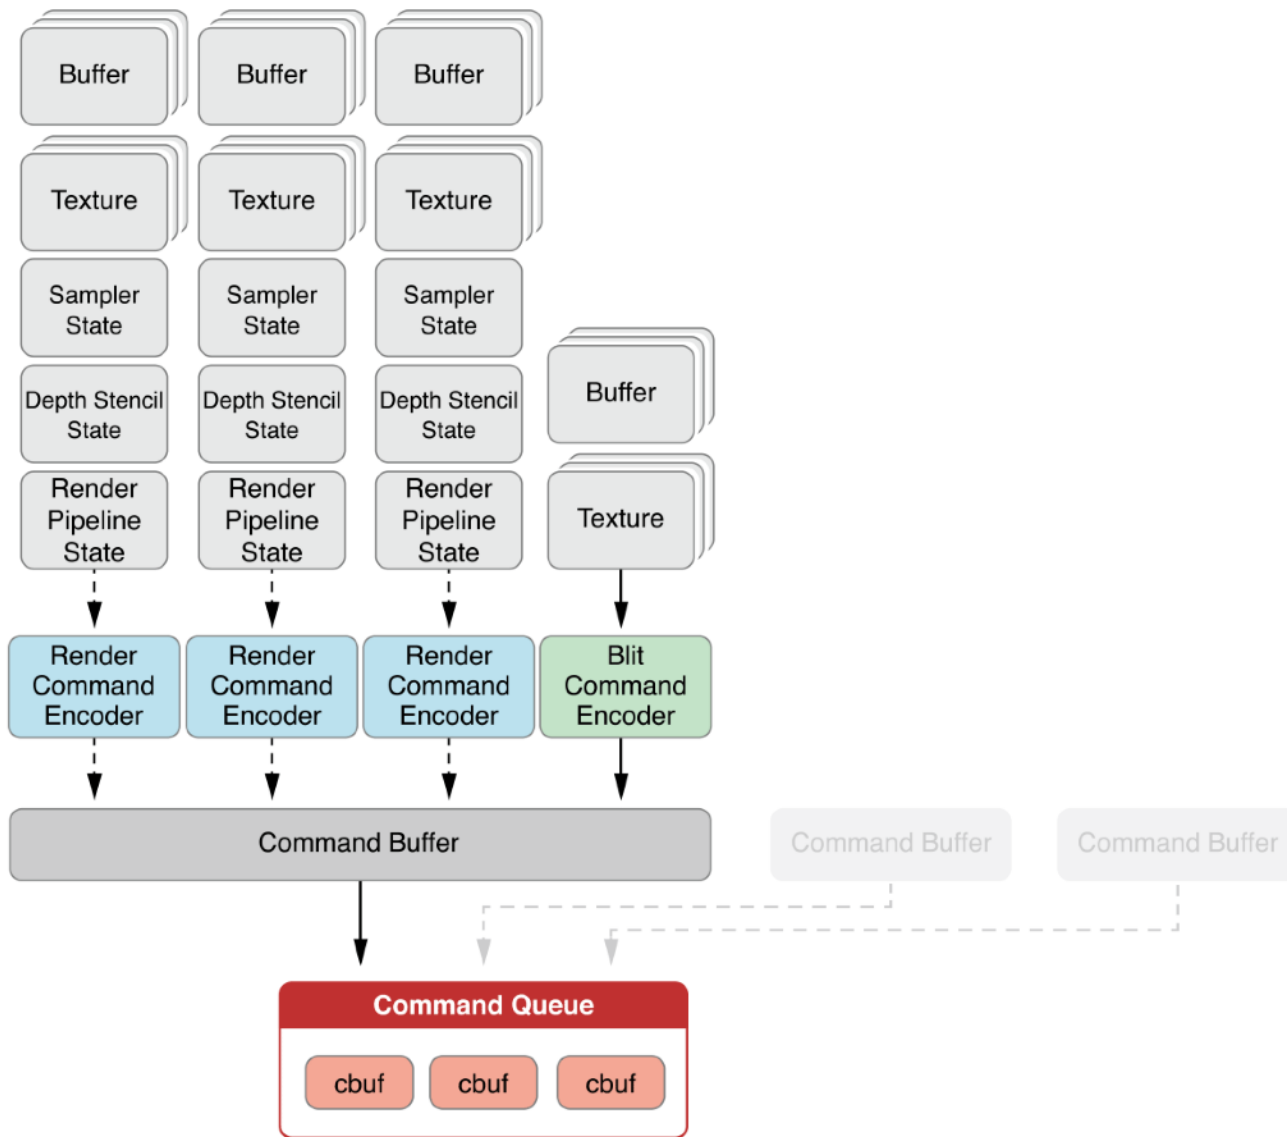 Buffer
Buffer
Buffer
Texture
Texture
Texture
Sampler
State
Sampler
State
Sampler
State
Depth Stencil
State
Depth Stencil
State
Depth Stencil
State
Buffer
Render
Pipeline
State
Render
Pipeline
State
Render
Pipeline
State
Texture
Render
Command
Encoder
Render
Command
Encoder
Render
Command
Encoder
Blit
Command
Encoder
Command Buffer
Command Buffer
Command Buffer
Command Queue
cbuf
cbuf
cbuf